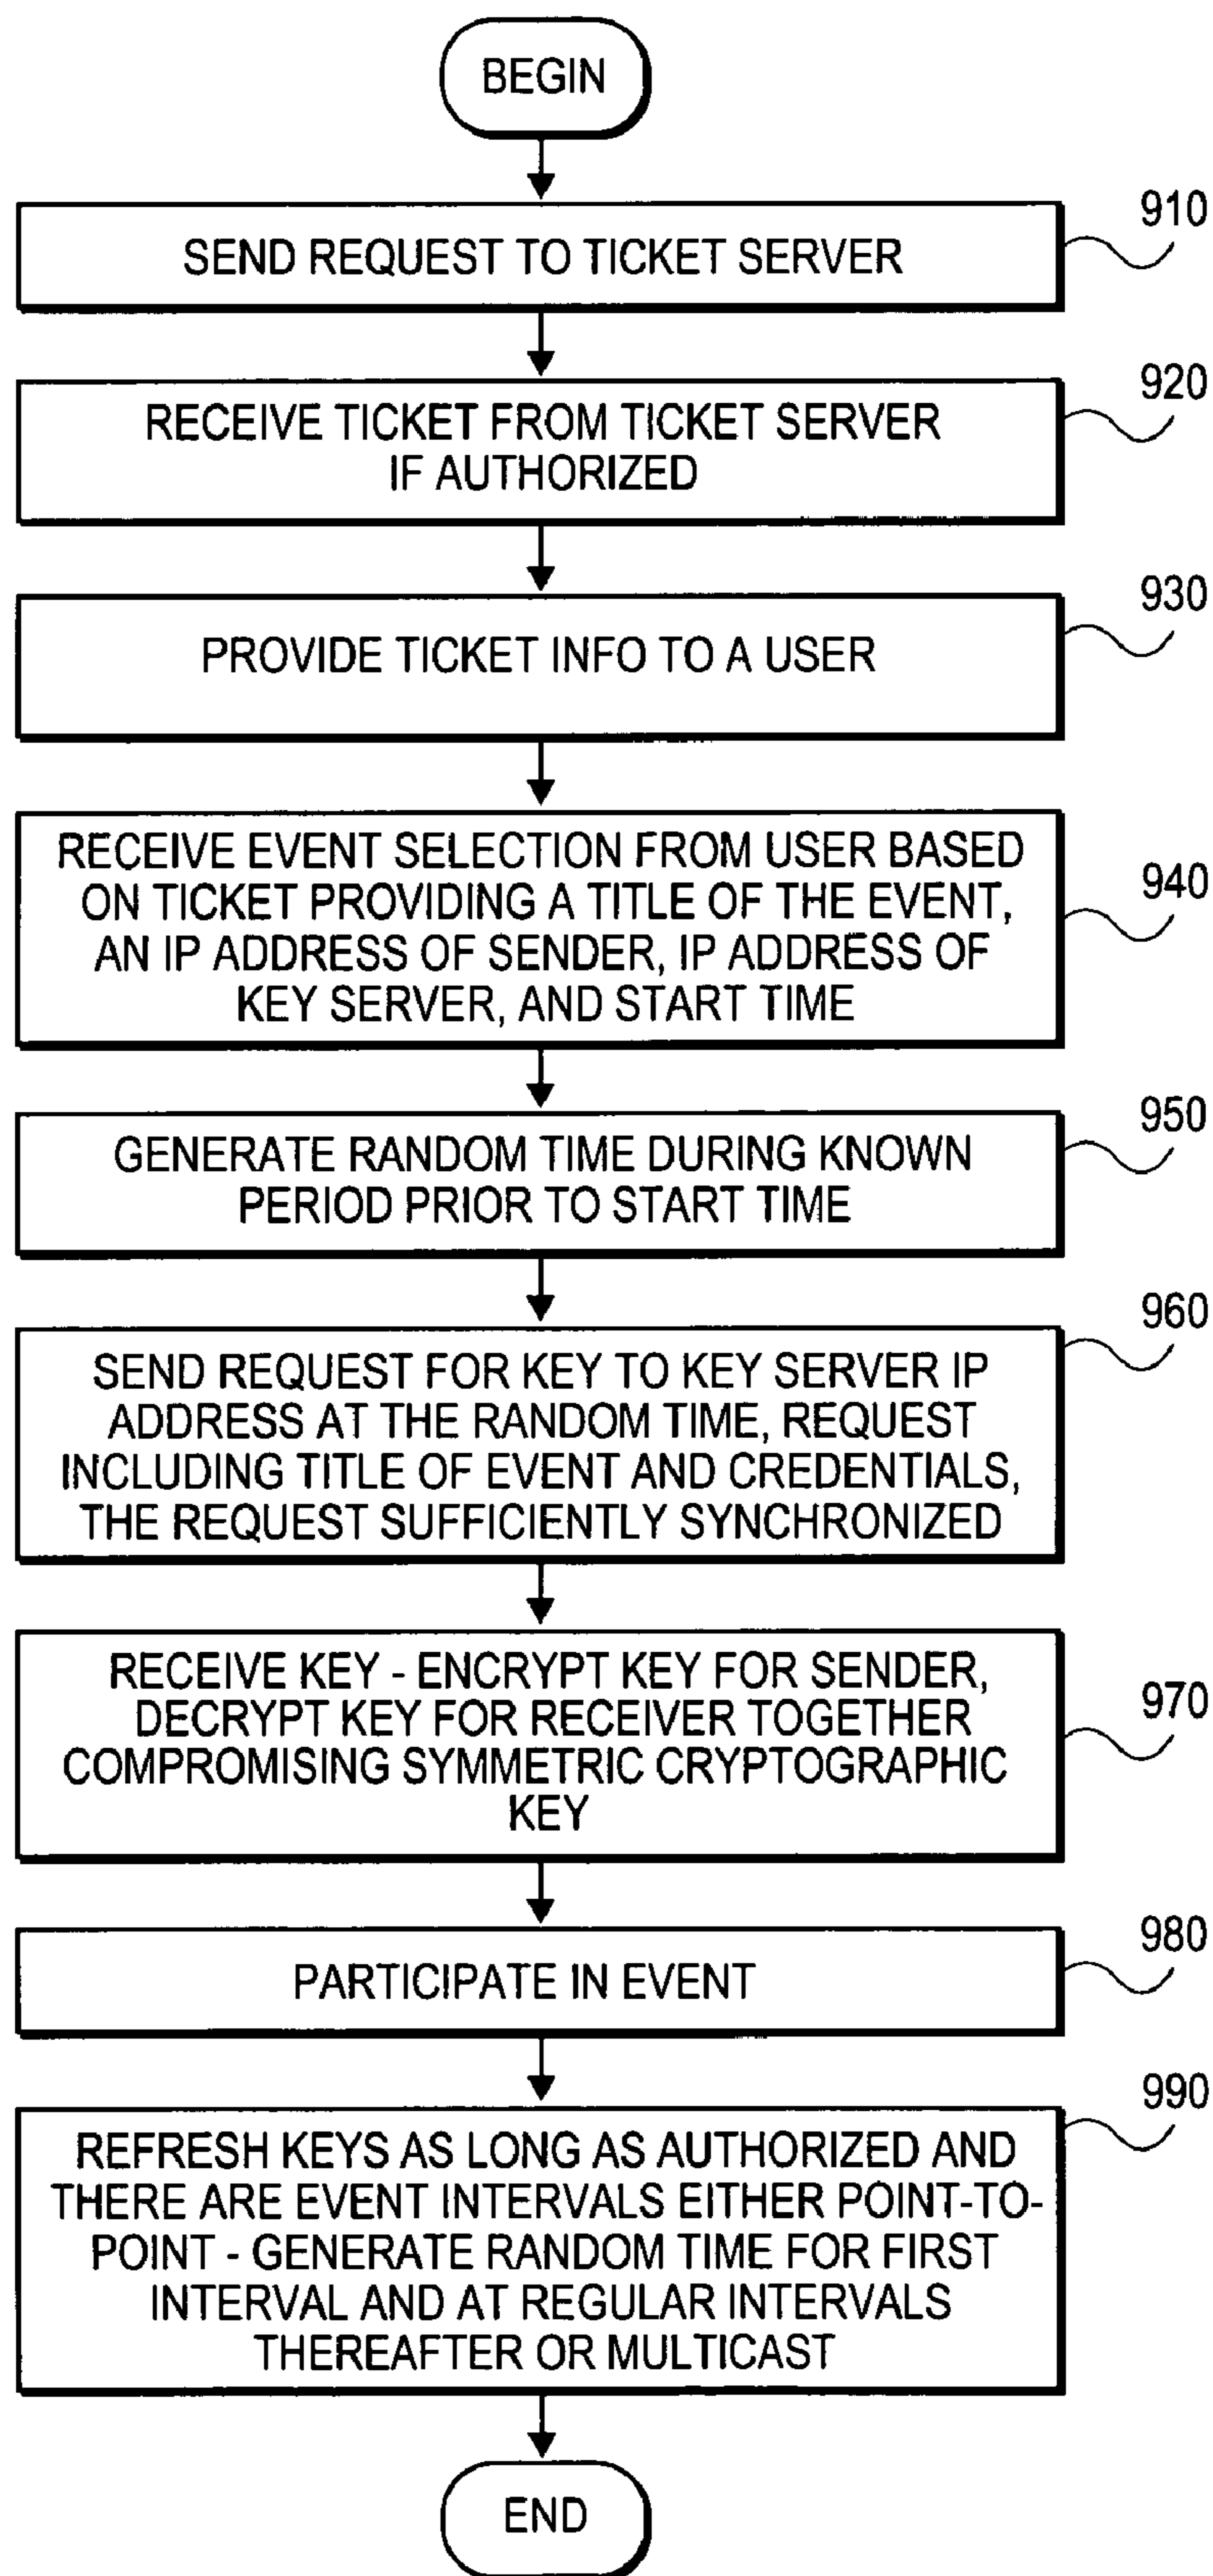 BEGIN
SEND REQUEST TO TICKET SERVER
910
RECEIVE TICKET FROM TICKET SERVER
IF AUTHORIZED
920
PROVIDE TICKET INFO TO A USER
930
RECEIVE EVENT SELECTION FROM USER BASED
ON TICKET PROVIDING A TITLE OF THE EVENT,
AN IP ADDRESS OF SENDER, IP ADDRESS OF
KEY SERVER, AND START TIME
940
GENERATE RANDOM TIME DURING KNOWN
PERIOD PRIOR TO START TIME
950
SEND REQUEST FOR KEY TO KEY SERVER IP
ADDRESS AT THE RANDOM TIME, REQUEST
INCLUDING TITLE OF EVENT AND CREDENTIALS,
THE REQUEST SUFFICIENTLY SYNCHRONIZED
960
RECEIVE KEY - ENCRYPT KEY FOR SENDER,
DECRYPT KEY FOR RECEIVER TOGETHER
COMPROMISING SYMMETRIC CRYPTOGRAPHIC
KEY
970
PARTICIPATE IN EVENT
980
REFRESH KEYS AS LONG AS AUTHORIZED AND
THERE ARE EVENT INTERVALS EITHER POINT-TO-
POINT - GENERATE RANDOM TIME FOR FIRST
INTERVAL AND AT REGULAR INTERVALS
THEREAFTER OR MULTICAST
990
END